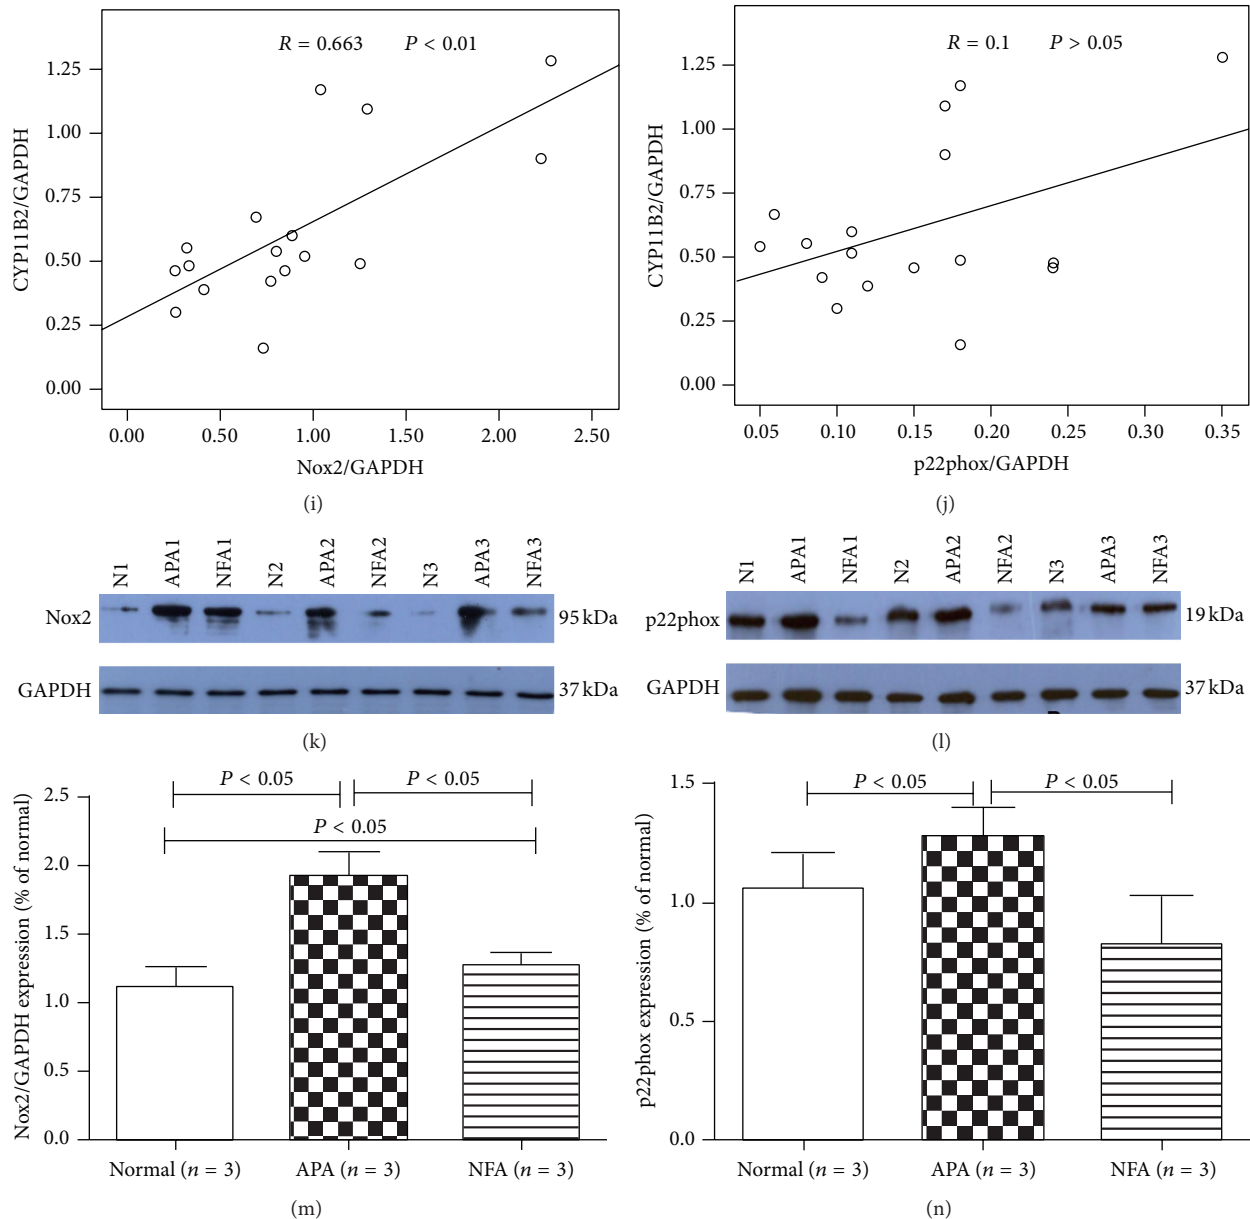 R = 0.663 P < 0.01
CYP11B2/GAPDH
1.25
1.00
0.75
0.50
0.25
0.00
0.00 0.50 1.00 1.50 2.00 2.50
Nox2/GAPDH
(i)
R = 0.1 P > 0.05
CYP11B2/GAPDH
1.25
1.00
0.75
0.50
0.25
0.00
0.05 0.10 0.15 0.20 0.25 0.30 0.35
p22phox/GAPDH
(j)
N1 APA1 NFA1 N2 APA2 NFA2 N3 APA3 NFA3
Nox2 95 kDa
GAPDH 37 kDa
(k)
N1 APA1 NFA1 N2 APA2 NFA2 N3 APA3 NFA3
p22phox 19 kDa
GAPDH 37 kDa
(l)
P < 0.05 P < 0.05
P < 0.05
Nox2/GAPDH expression (% of normal)
2.5
2.0
1.5
1.0
0.5
0.0
Normal (n = 3) APA (n = 3) NFA (n = 3)
(m)
P < 0.05 P < 0.05
p22phox expression (% of normal)
1.5
1.0
0.5
0.0
Normal (n = 3) APA (n = 3) NFA (n = 3)
(n)